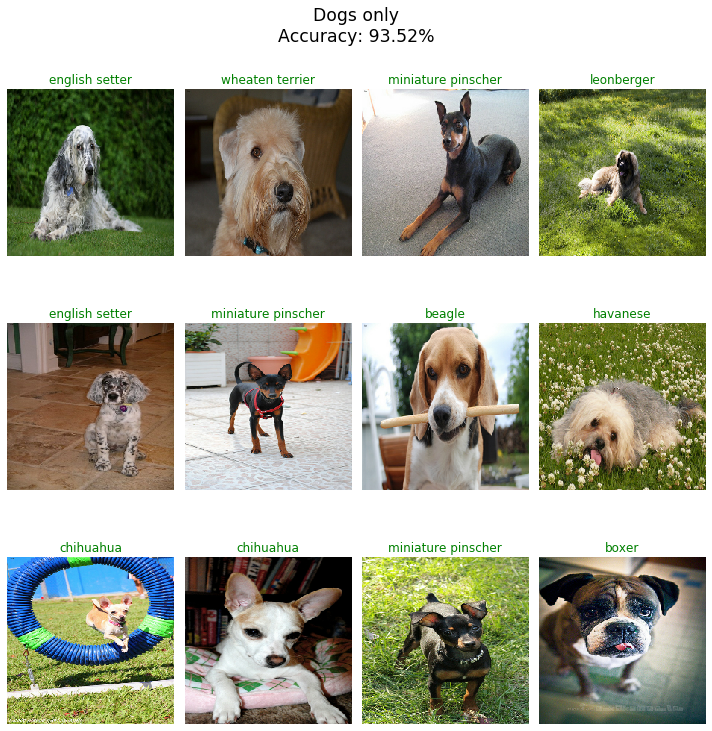 Dogs only
Accuracy: 93.52%
english setter
wheaten terrier
miniature pinscher
leonberger
english setter
miniature pinscher
beagle
havanese
chihuahua
chihuahua
miniature pinscher
boxer